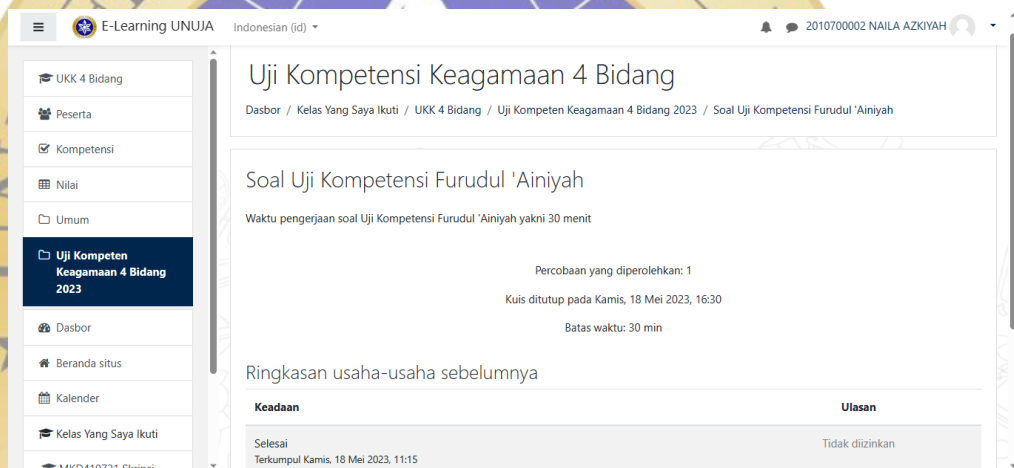 E-Learning UNUJA
Indonesian (id)
2010700002 NAILA AZKIYAH
UKK 4 Bidang
Peserta
Kompetensi
Nilai
Umum
Uji Kompeten
Keagamaan 4 Bidang
2023
Dasbor
Beranda situs
Kalender
Kelas Yang Saya Ikuti
MKD410721 Skripsi
Uji Kompetensi Keagamaan 4 Bidang
Dasbor / Kelas Yang Saya Ikuti / UKK 4 Bidang / Uji Kompeten Keagamaan 4 Bidang 2023 / Soal Uji Kompetensi Furudul 'Ainiyah
Soal Uji Kompetensi Furudul 'Ainiyah
Waktu pengerjaan soal Uji Kompetensi Furudul 'Ainiyah yakni 30 menit
Percobaan yang diperolehkan: 1
Kuis ditutup pada Kamis, 18 Mei 2023, 16:30
Batas waktu: 30 min
Ringkasan usaha-usaha sebelumnya
Keadaan Ulasan
Selesai Tidak diizinkan
Terkumpul Kamis, 18 Mei 2023, 11:15